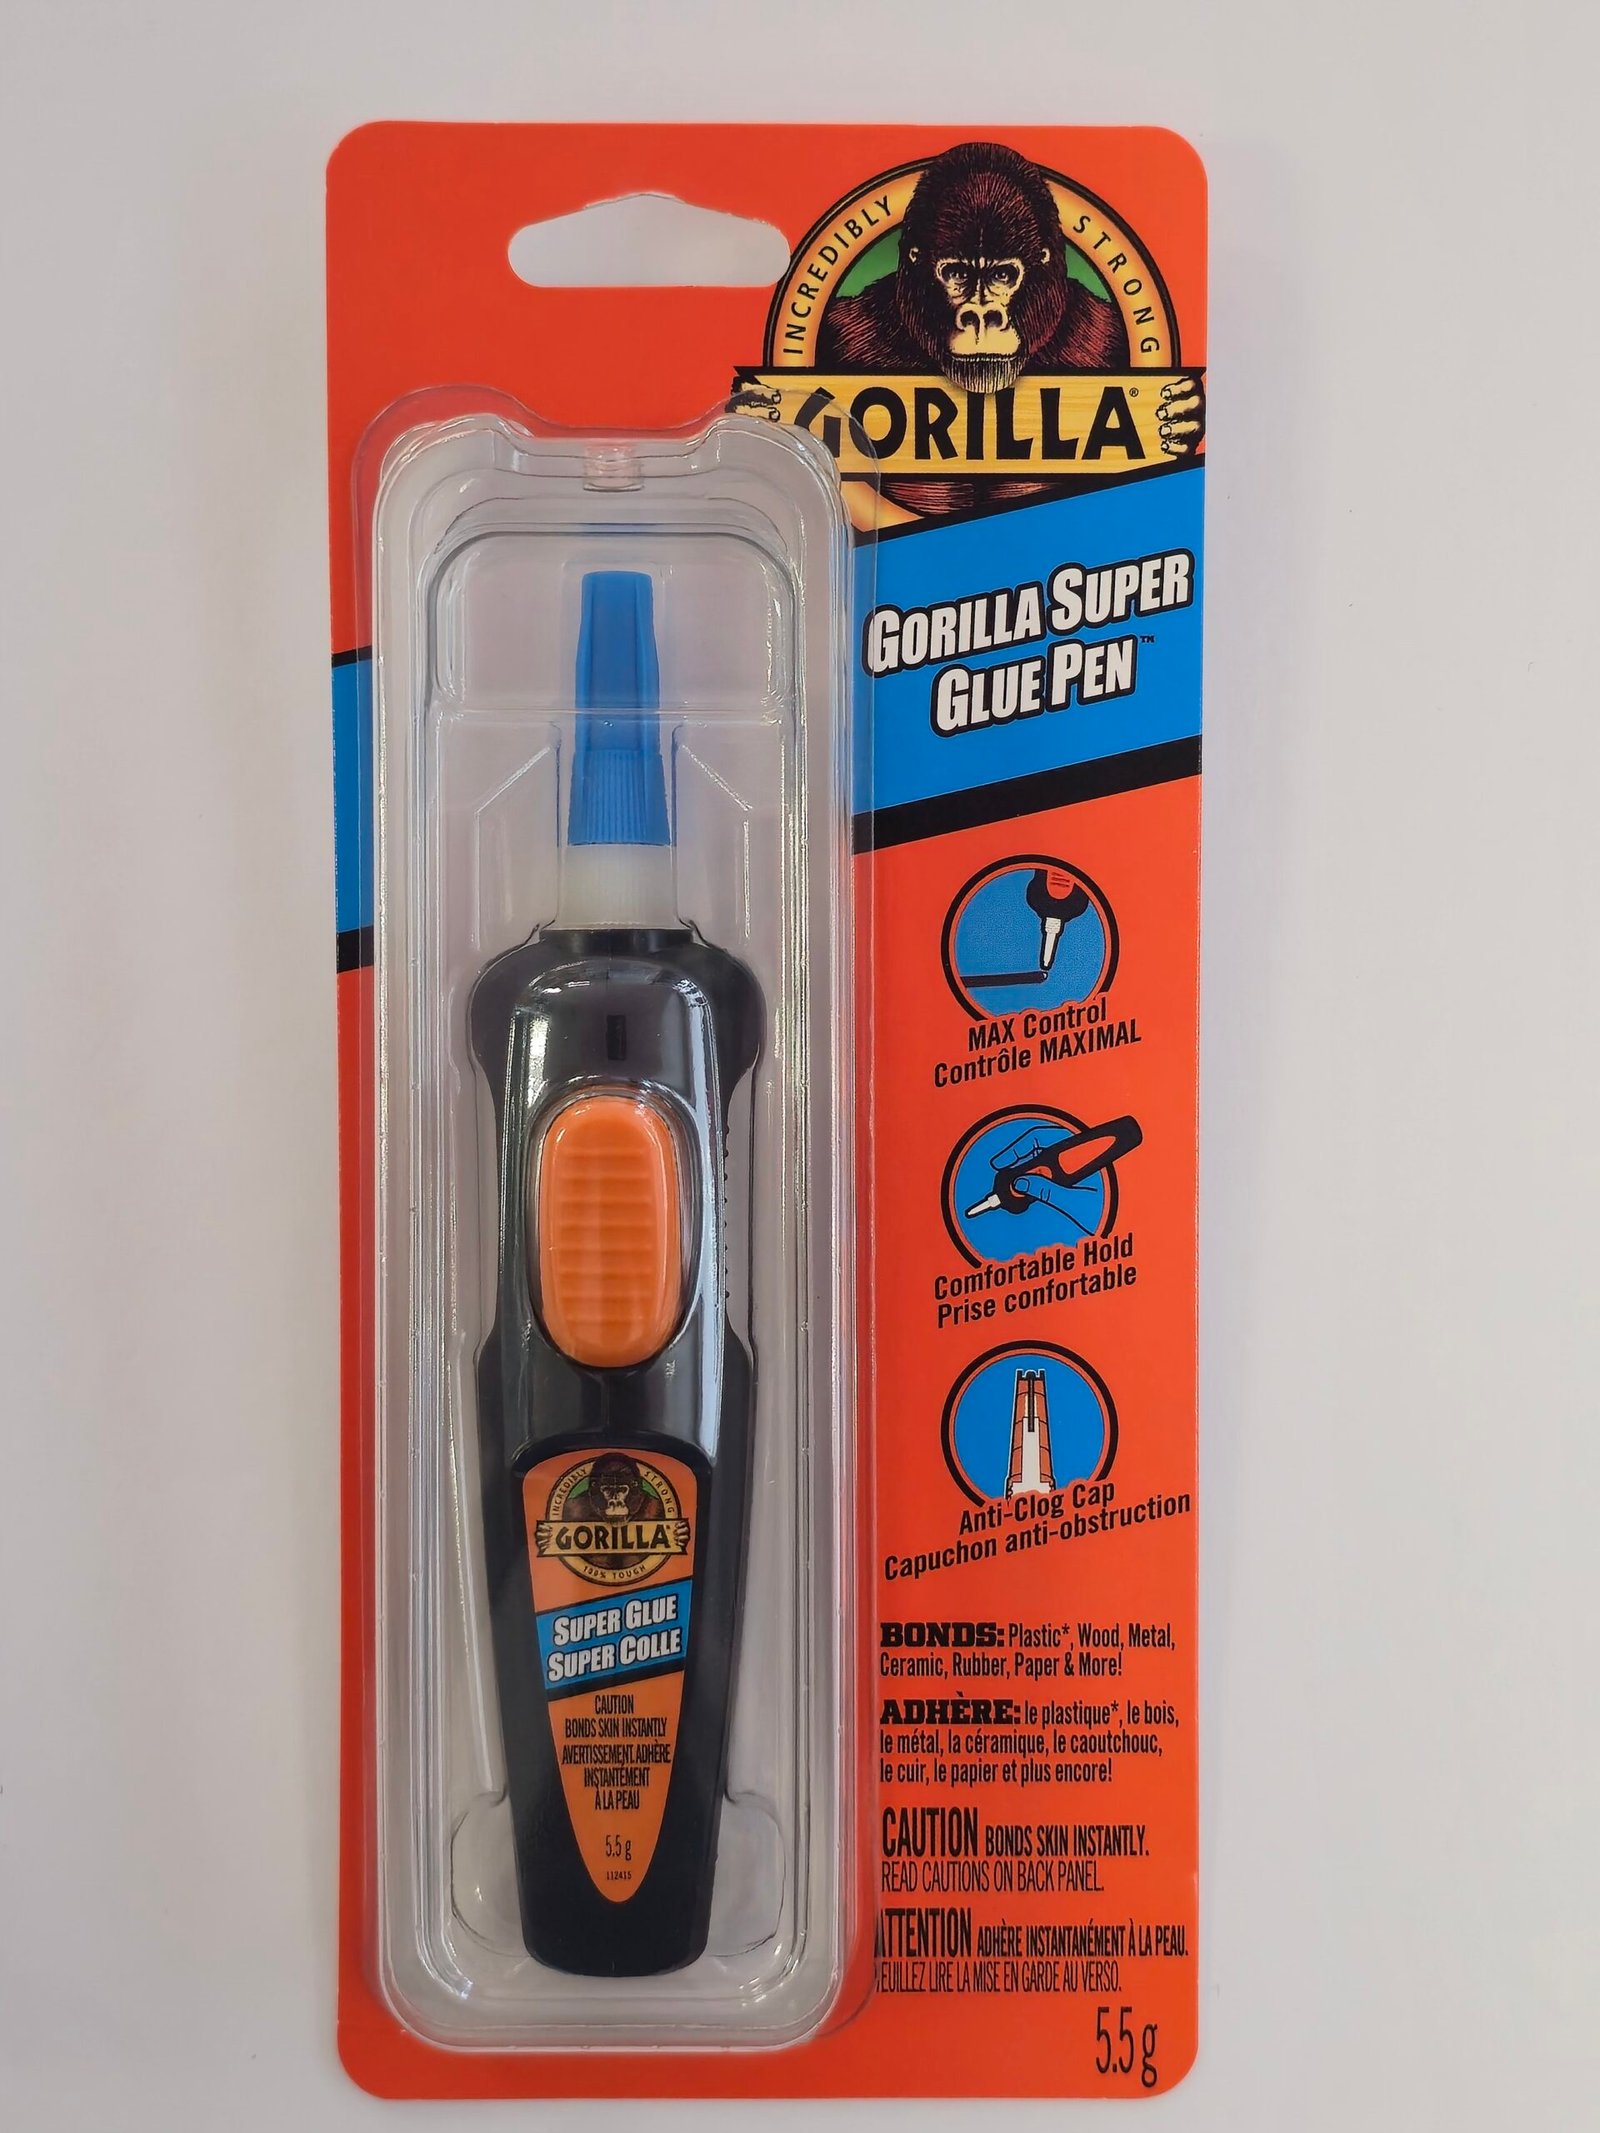 INCREDIBLY STRONG
GORILLA®
GORILLA SUPER
GLUE PEN™
MAX Control
Contrôle MAXIMAL
Comfortable Hold
Prise confortable
Anti-Clog Cap
Capuchon anti-obstruction
BONDS: Plastic*, Wood, Metal,
Ceramic, Rubber, Paper & More!
ADHÈRE: le plastique*, le bois,
le métal, la céramique, le caoutchouc,
le cuir, le papier et plus encore!
CAUTION BONDS SKIN INSTANTLY.
READ CAUTIONS ON BACK PANEL.
ATTENTION ADHÈRE INSTANTANÉMENT À LA PEAU.
VEUILLEZ LIRE LA MISE EN GARDE AU VERSO.
5.5 g
INCREDIBLY STRONG
GORILLA®
100% TOUGH
SUPER GLUE
SUPER COLLE
CAUTION
BONDS SKIN INSTANTLY
AVERTISSEMENT. ADHÈRE
INSTANTÉMENT
À LA PEAU
5.5 g
112415